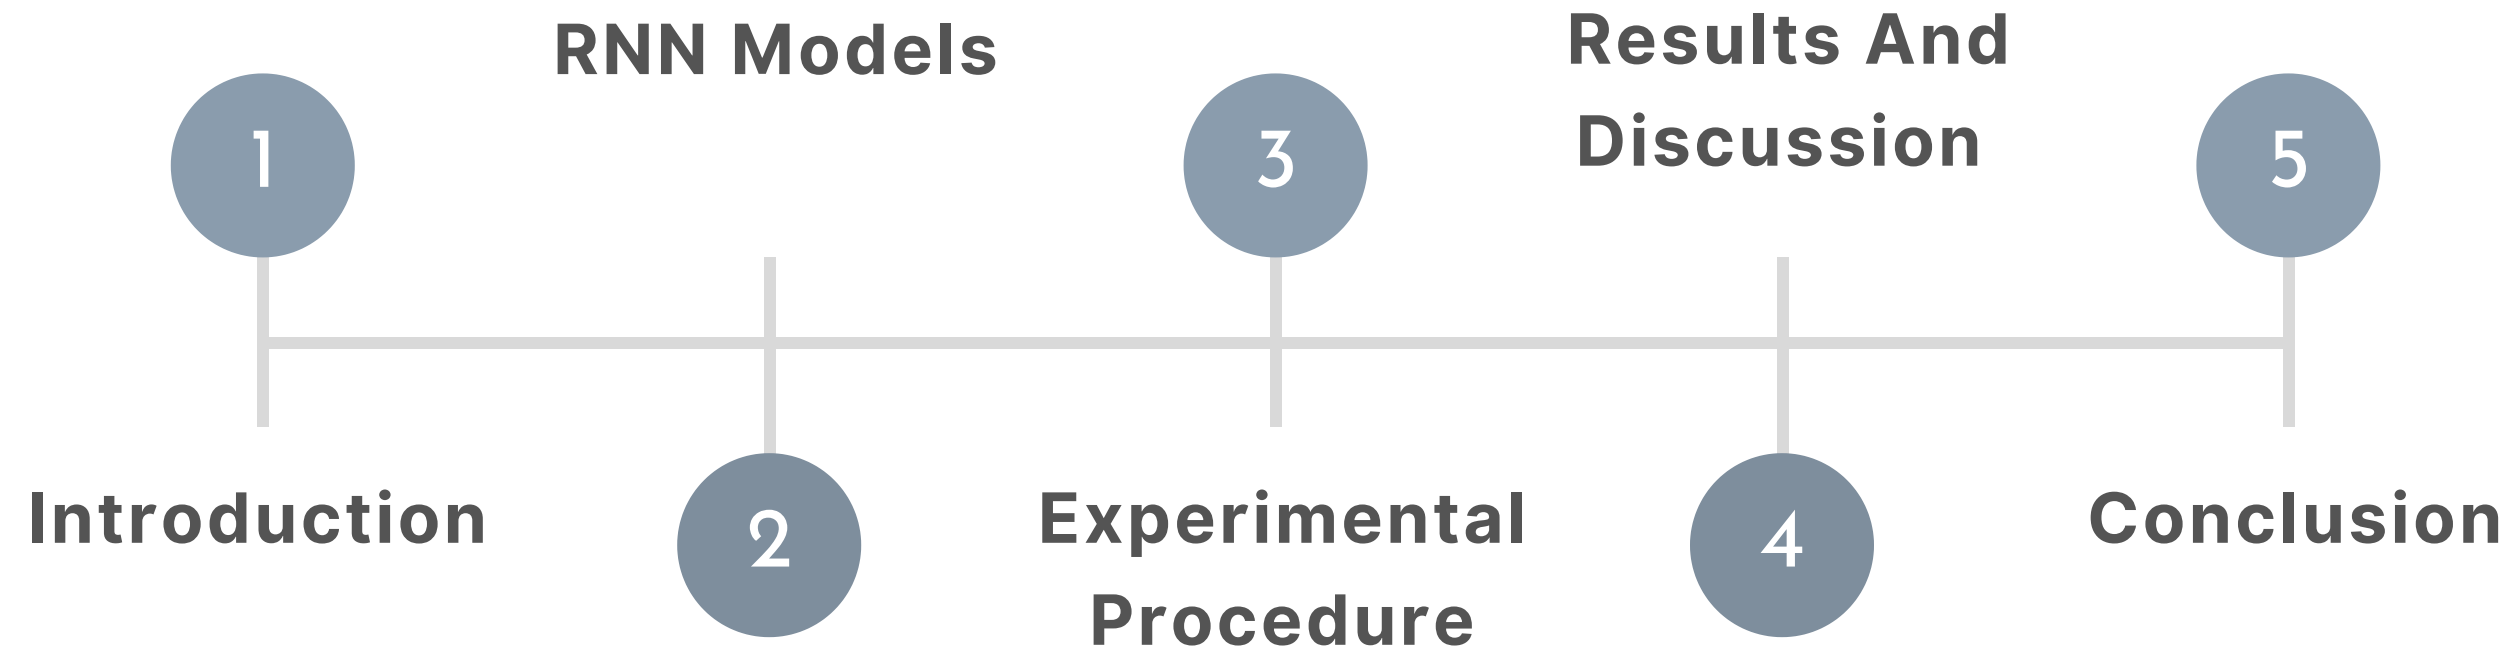 1
Introduction
RNN Models
2
3
Experimental
Procedure
Results And
Discussion
4
5
Conclusion